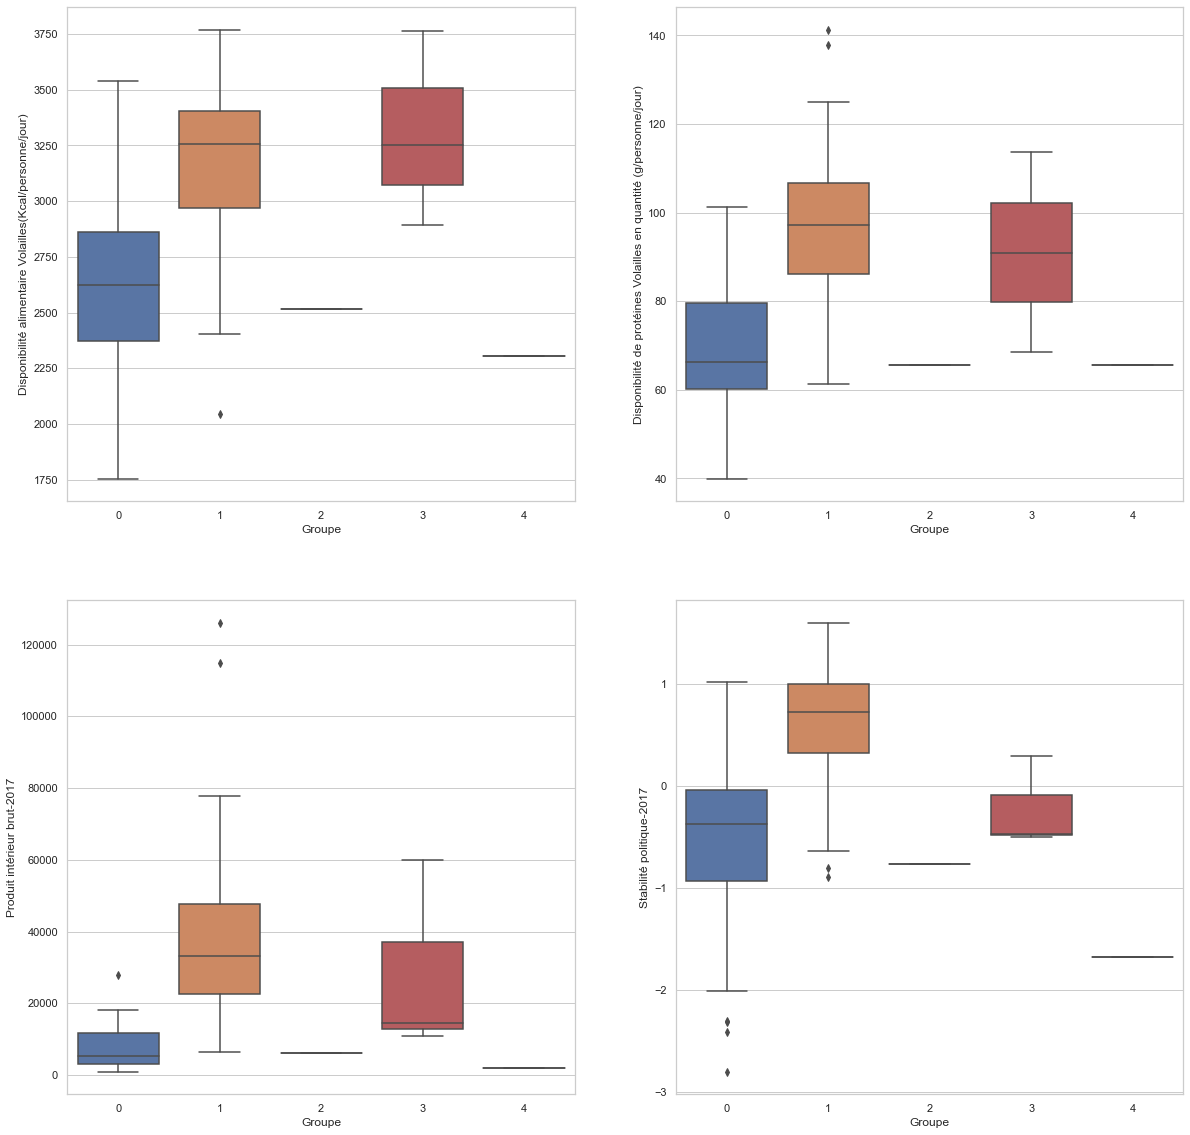 Disponibilité alimentaire Volailles(Kcal/personne/jour)
3750
3500
3250
3000
2750
2500
2250
2000
1750
0 1 2 3 4
Groupe
Disponibilité de protéines Volailles en quantité (g/personne/jour)
140
120
100
80
60
40
0 1 2 3 4
Groupe
Produit intérieur brut-2017
120000
100000
80000
60000
40000
20000
0
0 1 2 3 4
Groupe
Stabilité politique-2017
1
0
−1
−2
−3
0 1 2 3 4
Groupe